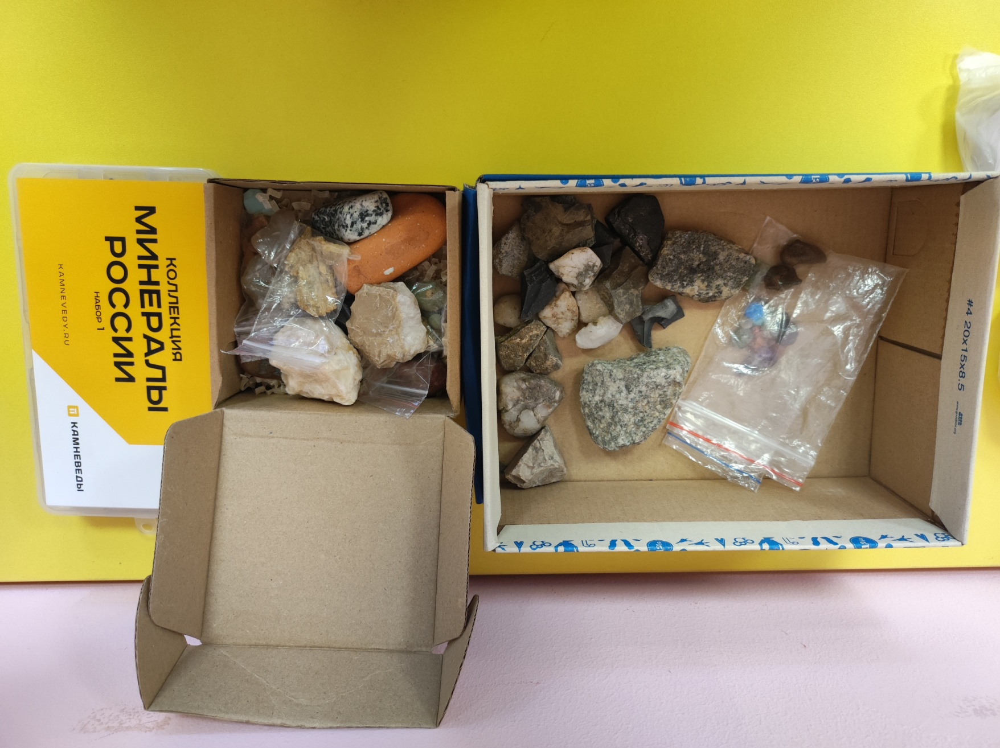 КОЛЛЕКЦИЯ
МИНЕРАЛЫ
РОССИИ
НАБОР 1
KAMNEVEDY.RU
КАМНЕВЕДЫ
#4 20x15x8.5